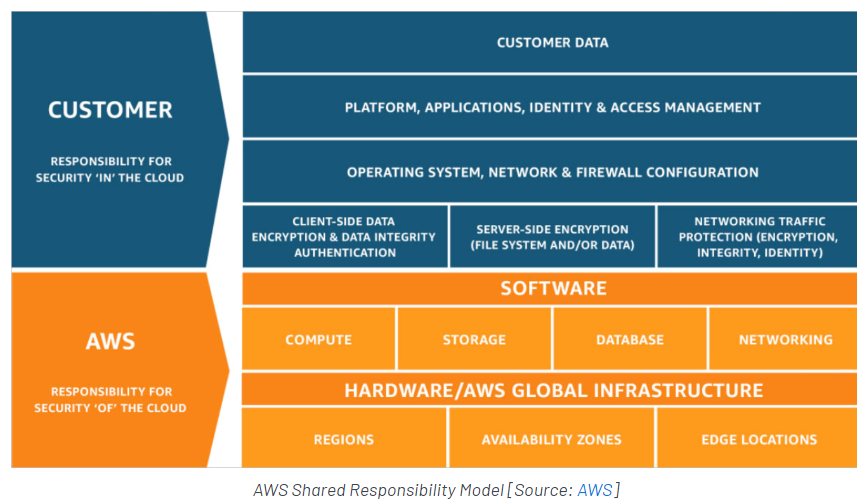 CUSTOMER
RESPONSIBILITY FOR
SECURITY ‘IN’ THE CLOUD
CUSTOMER DATA
PLATFORM, APPLICATIONS, IDENTITY & ACCESS MANAGEMENT
OPERATING SYSTEM, NETWORK & FIREWALL CONFIGURATION
CLIENT-SIDE DATA
ENCRYPTION & DATA INTEGRITY
AUTHENTICATION
SERVER-SIDE ENCRYPTION
(FILE SYSTEM AND/OR DATA)
NETWORKING TRAFFIC
PROTECTION (ENCRYPTION,
INTEGRITY, IDENTITY)
AWS
RESPONSIBILITY FOR
SECURITY ‘OF’ THE CLOUD
SOFTWARE
COMPUTE
STORAGE
DATABASE
NETWORKING
HARDWARE/AWS GLOBAL INFRASTRUCTURE
REGIONS
AVAILABILITY ZONES
EDGE LOCATIONS
AWS Shared Responsibility Model [Source: AWS]